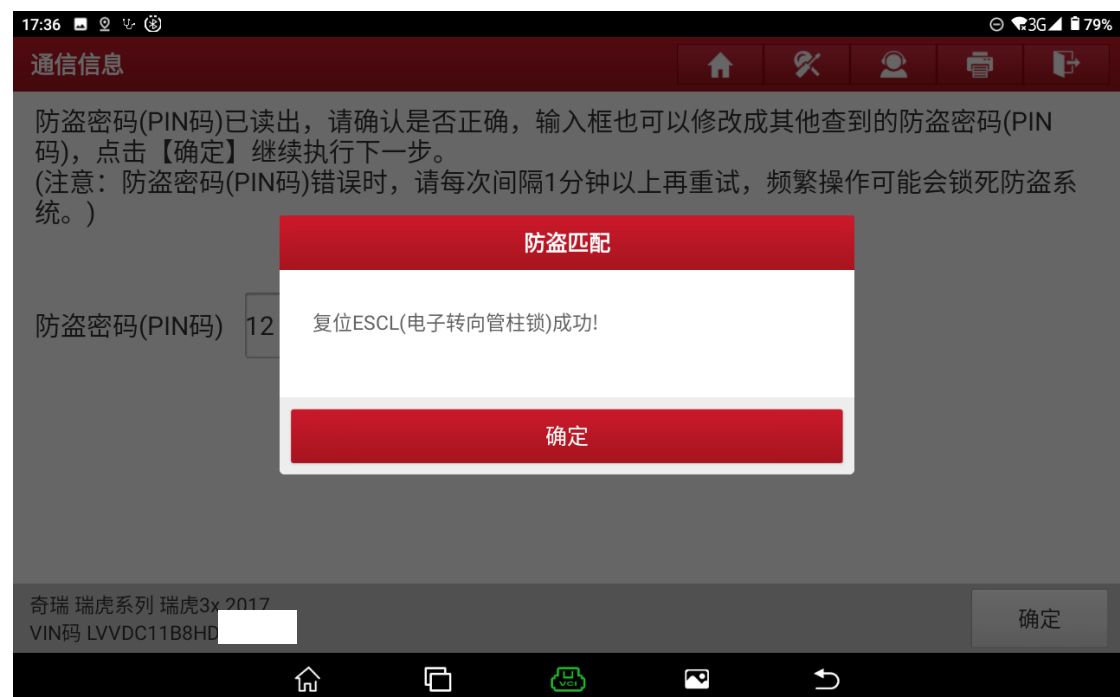 17:36
3G
79%
通信信息
防盗密码(PIN码)已读出，请确认是否正确，输入框也可以修改成其他查到的防盗密码(PIN
码)，点击【确定】继续执行下一步。
(注意：防盗密码(PIN码)错误时，请每次间隔1分钟以上再重试，频繁操作可能会锁死防盗系
统。)
防盗匹配
防盗密码(PIN码)
12
复位ESCL(电子转向管柱锁)成功!
确定
奇瑞 瑞虎系列 瑞虎3x 2017
VIN码 LVVDC11B8HD
确定
VCI